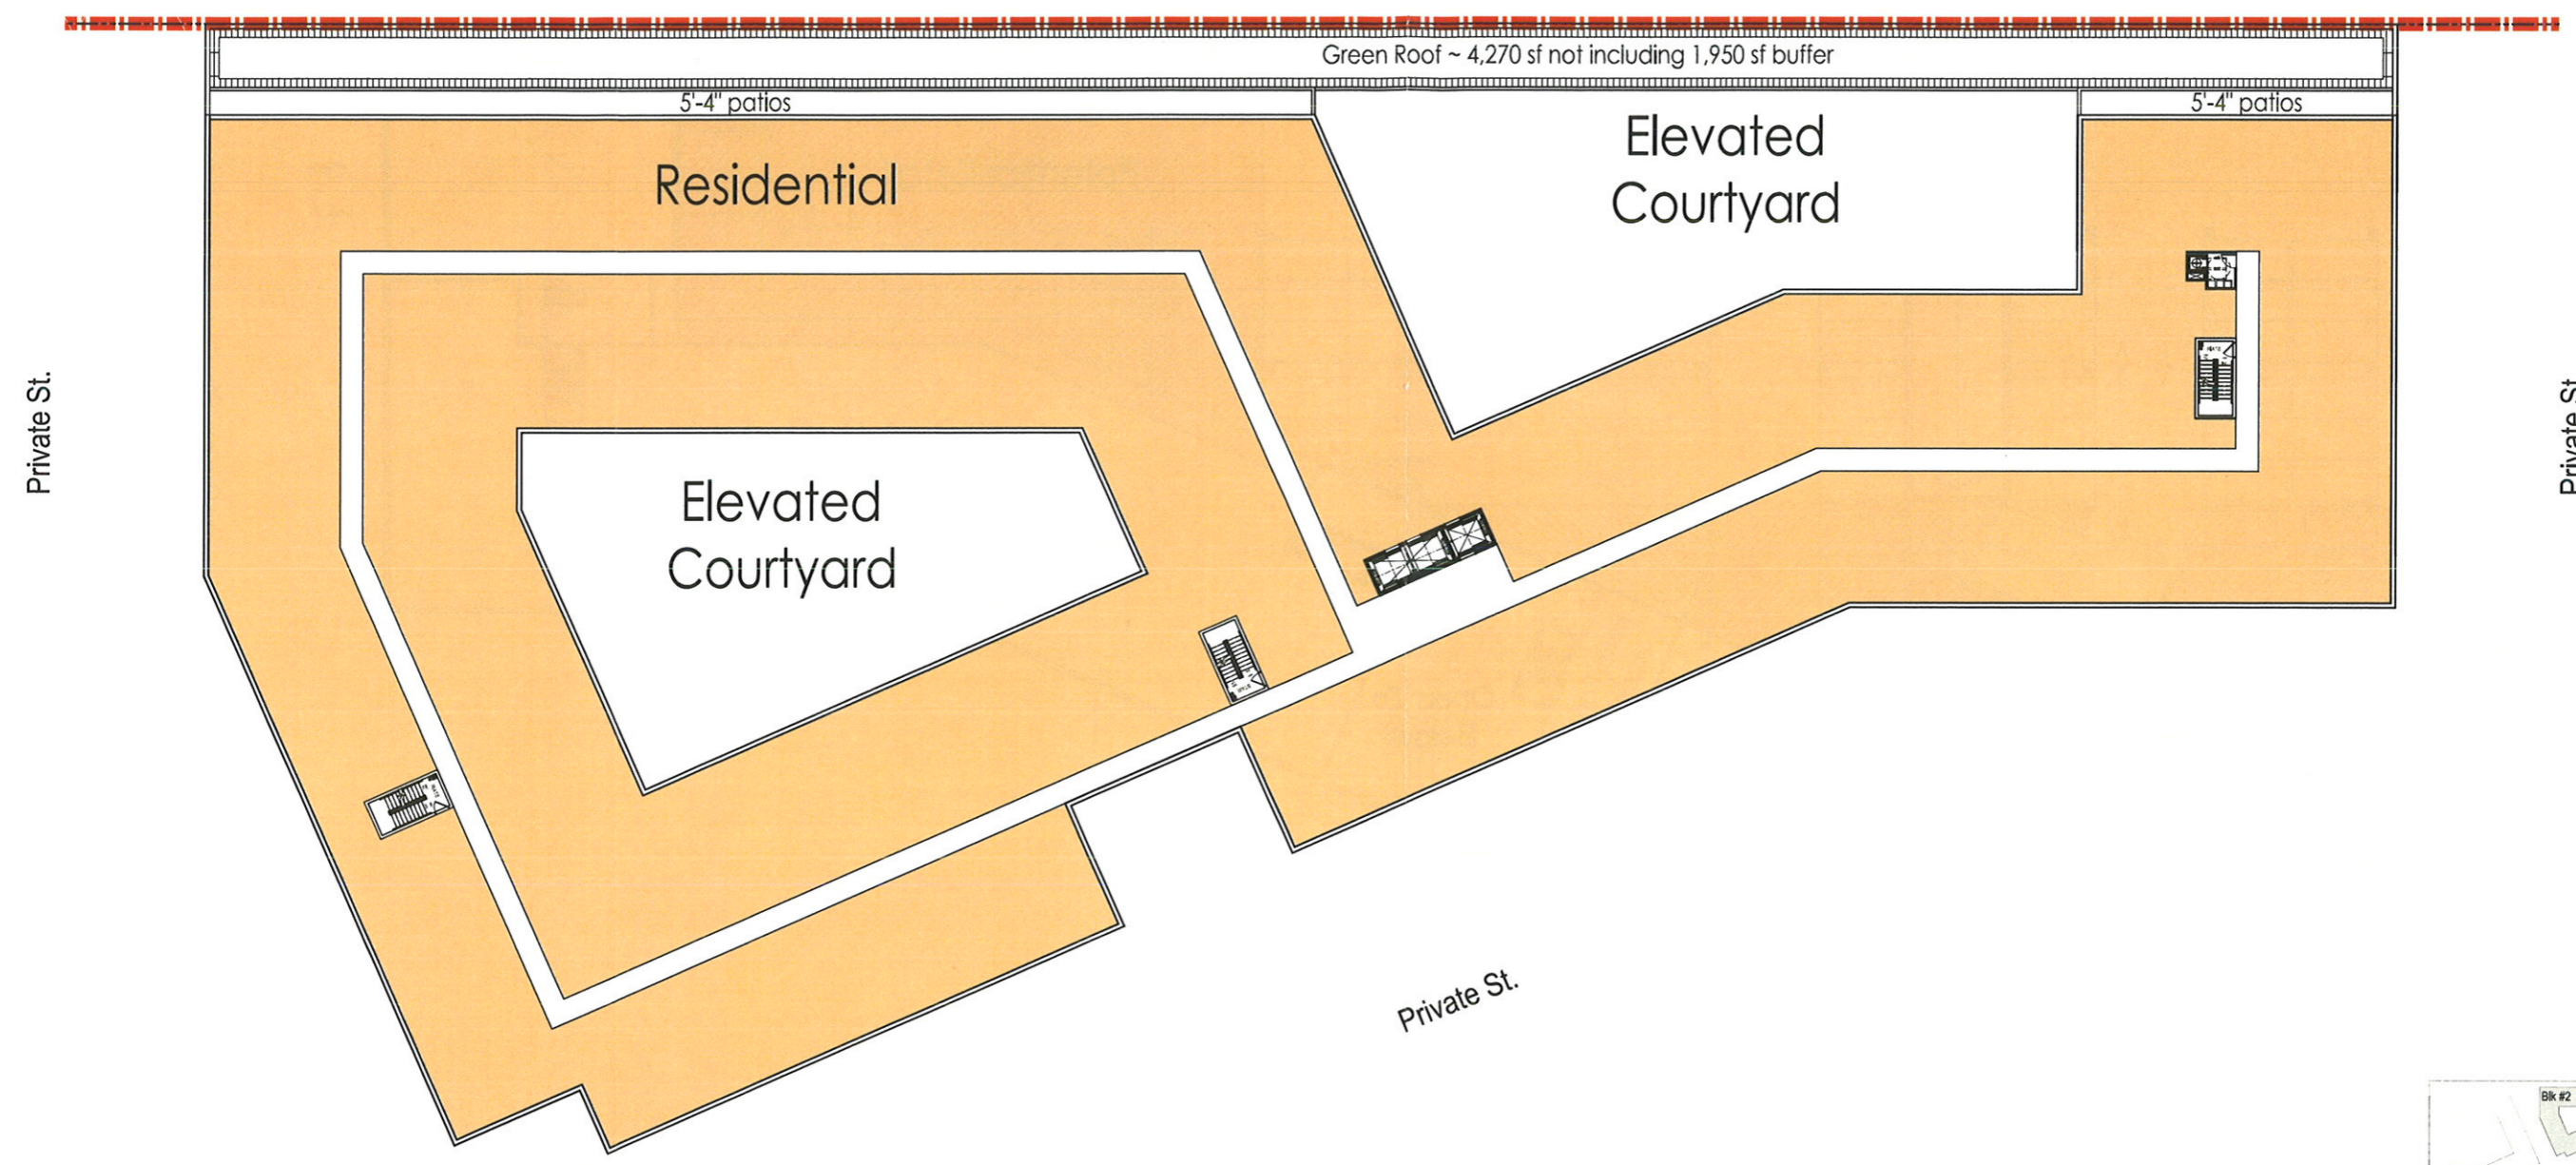 Green Roof ~ 4,270 sf not including 1,950 sf buffer
5'-4" patios
5'-4" patios
Elevated
Courtyard
Residential
Private St.
Private St
Elevated
Courtyard
Private St.
Blk #2